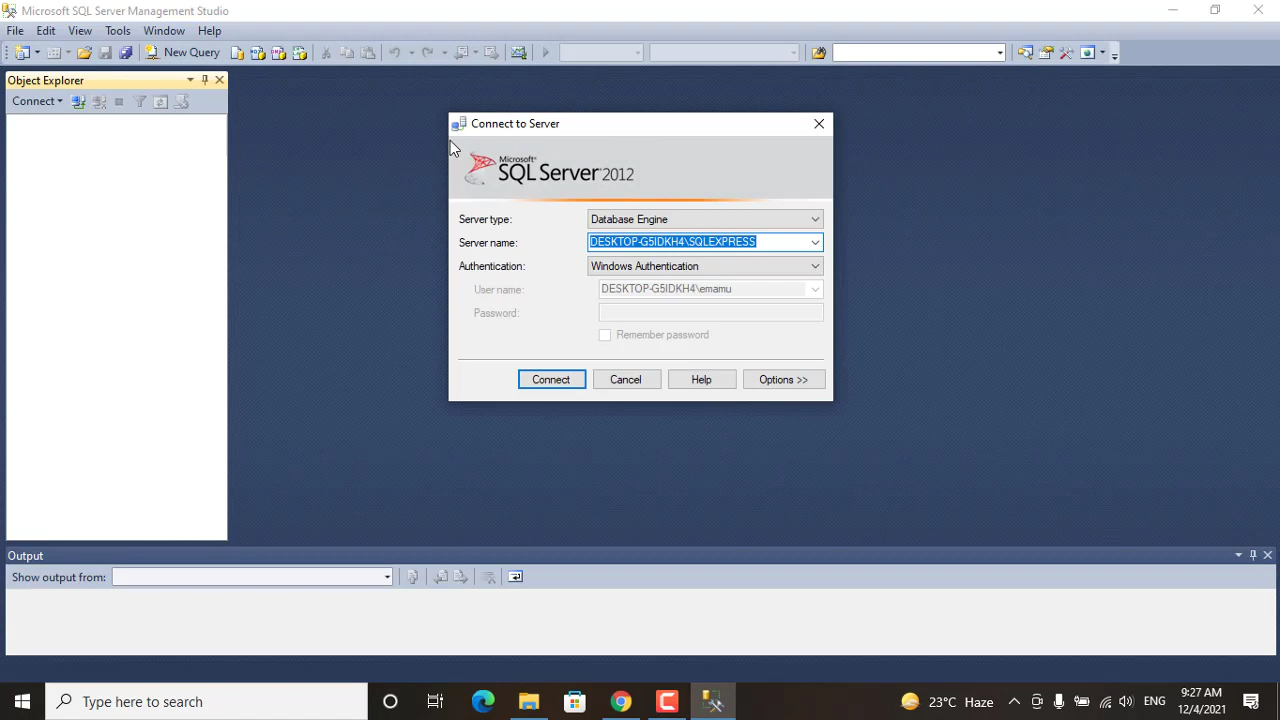 Microsoft SQL Server Management Studio
File Edit View Tools Window Help
New Query
Object Explorer
Connect
Connect to Server
Microsoft
SQL Server 2012
Server type: Database Engine
Server name: DESKTOP-G5IDKH4\SQLEXPRESS
Authentication: Windows Authentication
User name: DESKTOP-G5IDKH4\emamu
Password:
Remember password
Connect Cancel Help Options >>
Output
Show output from:
Type here to search
23°C Haze
ENG
9:27 AM
12/4/2021